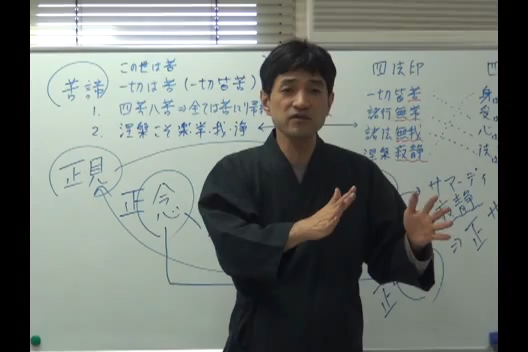 この世は苦
苦諦
一切は苦(一切皆苦)
1. 四苦八苦⇒全ては苦に
2. 涅槃こそ楽・常・我・浄
正見
正念
四法印
一切皆苦
諸行無常
諸法無我
涅槃寂静
身
受
心
法
サマーディ
静
⇒正
正